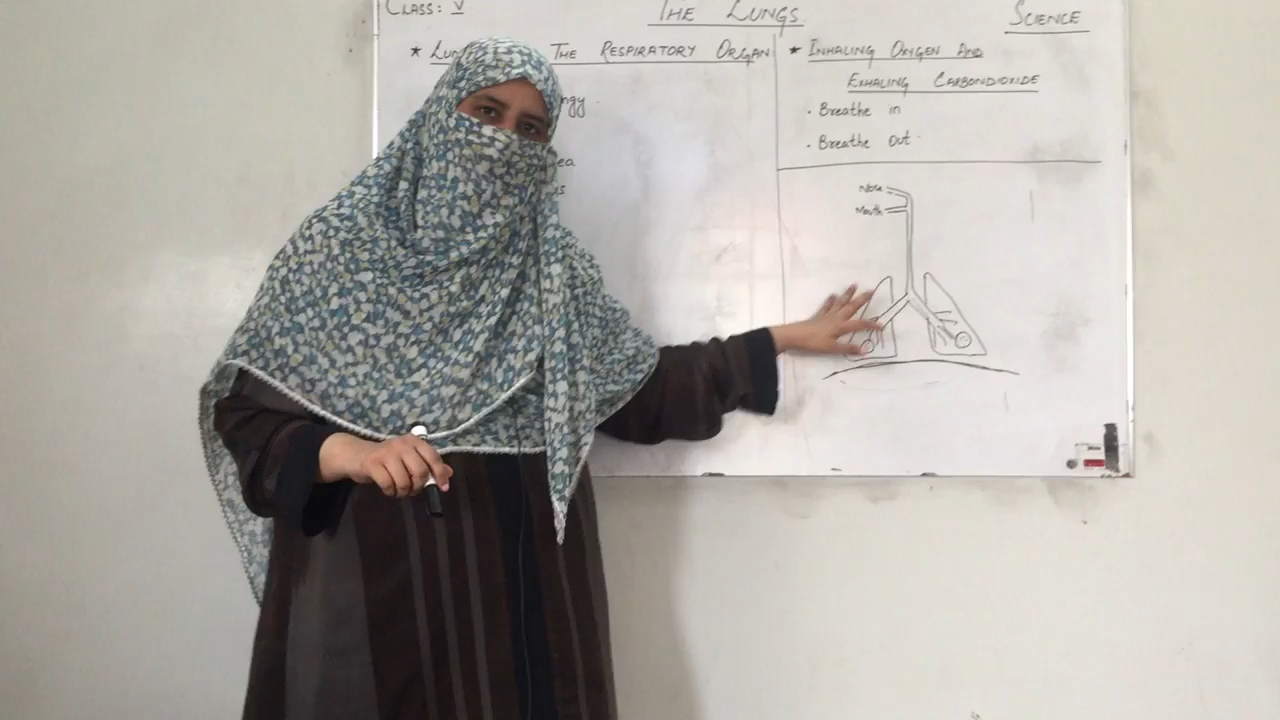 CLASS: V
THE LUNGS
SCIENCE
★ THE RESPIRATORY ORGAN
★ INHALING OXYGEN AND
EXHALING CARBONDIOXIDE
. Breathe in
. Breathe Out
Nose
Mouth